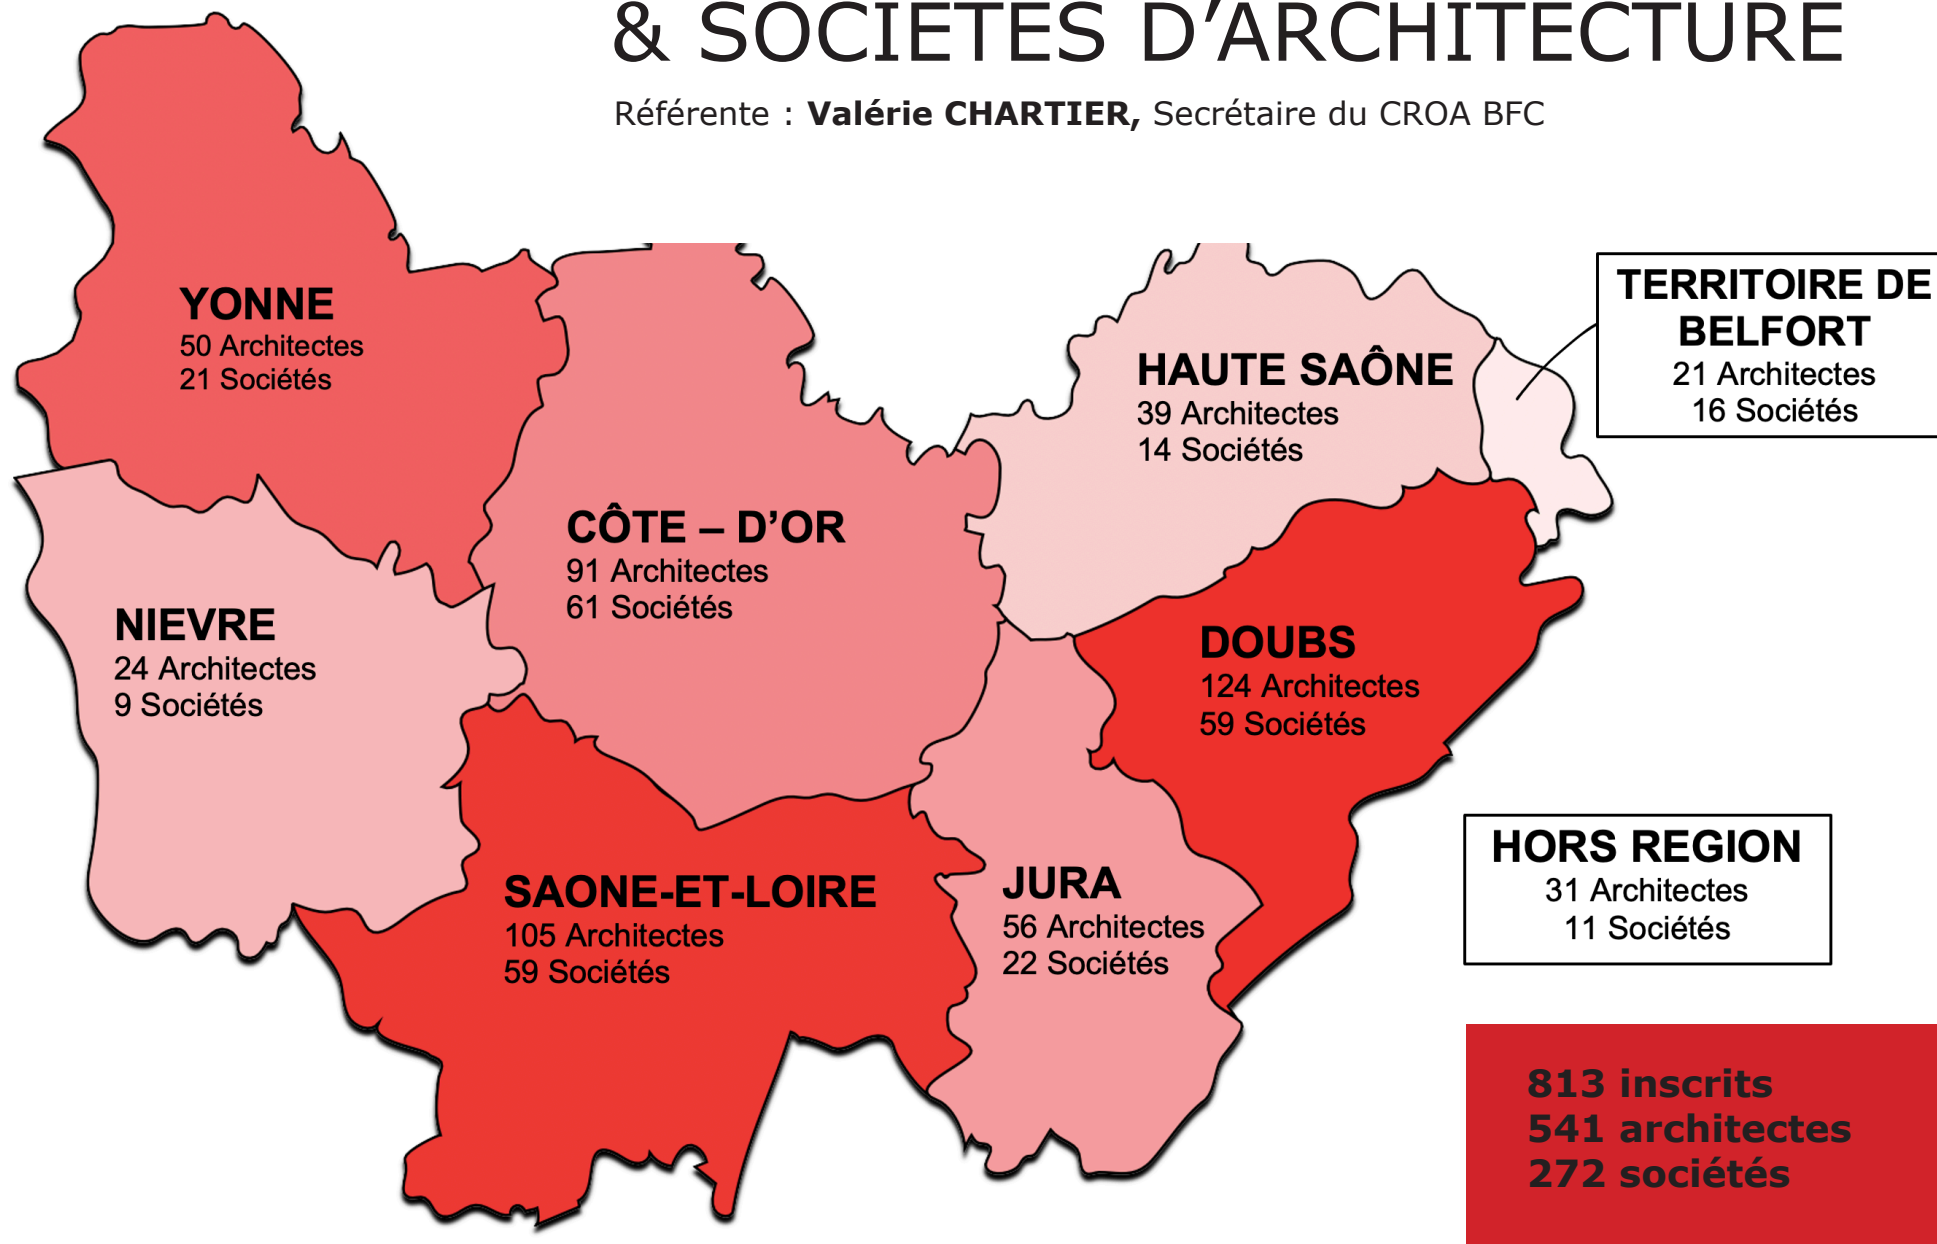 & SOCIETES D’ARCHITECTURE
Référente : Valérie CHARTIER, Secrétaire du CROA BFC
YONNE
50 Architectes
21 Sociétés
TERRITOIRE DE
BELFORT
21 Architectes
16 Sociétés
HAUTE SAÔNE
39 Architectes
14 Sociétés
CÔTE – D’OR
91 Architectes
61 Sociétés
NIEVRE
24 Architectes
9 Sociétés
DOUBS
124 Architectes
59 Sociétés
SAONE-ET-LOIRE
105 Architectes
59 Sociétés
JURA
56 Architectes
22 Sociétés
HORS REGION
31 Architectes
11 Sociétés
813 inscrits
541 architectes
272 sociétés